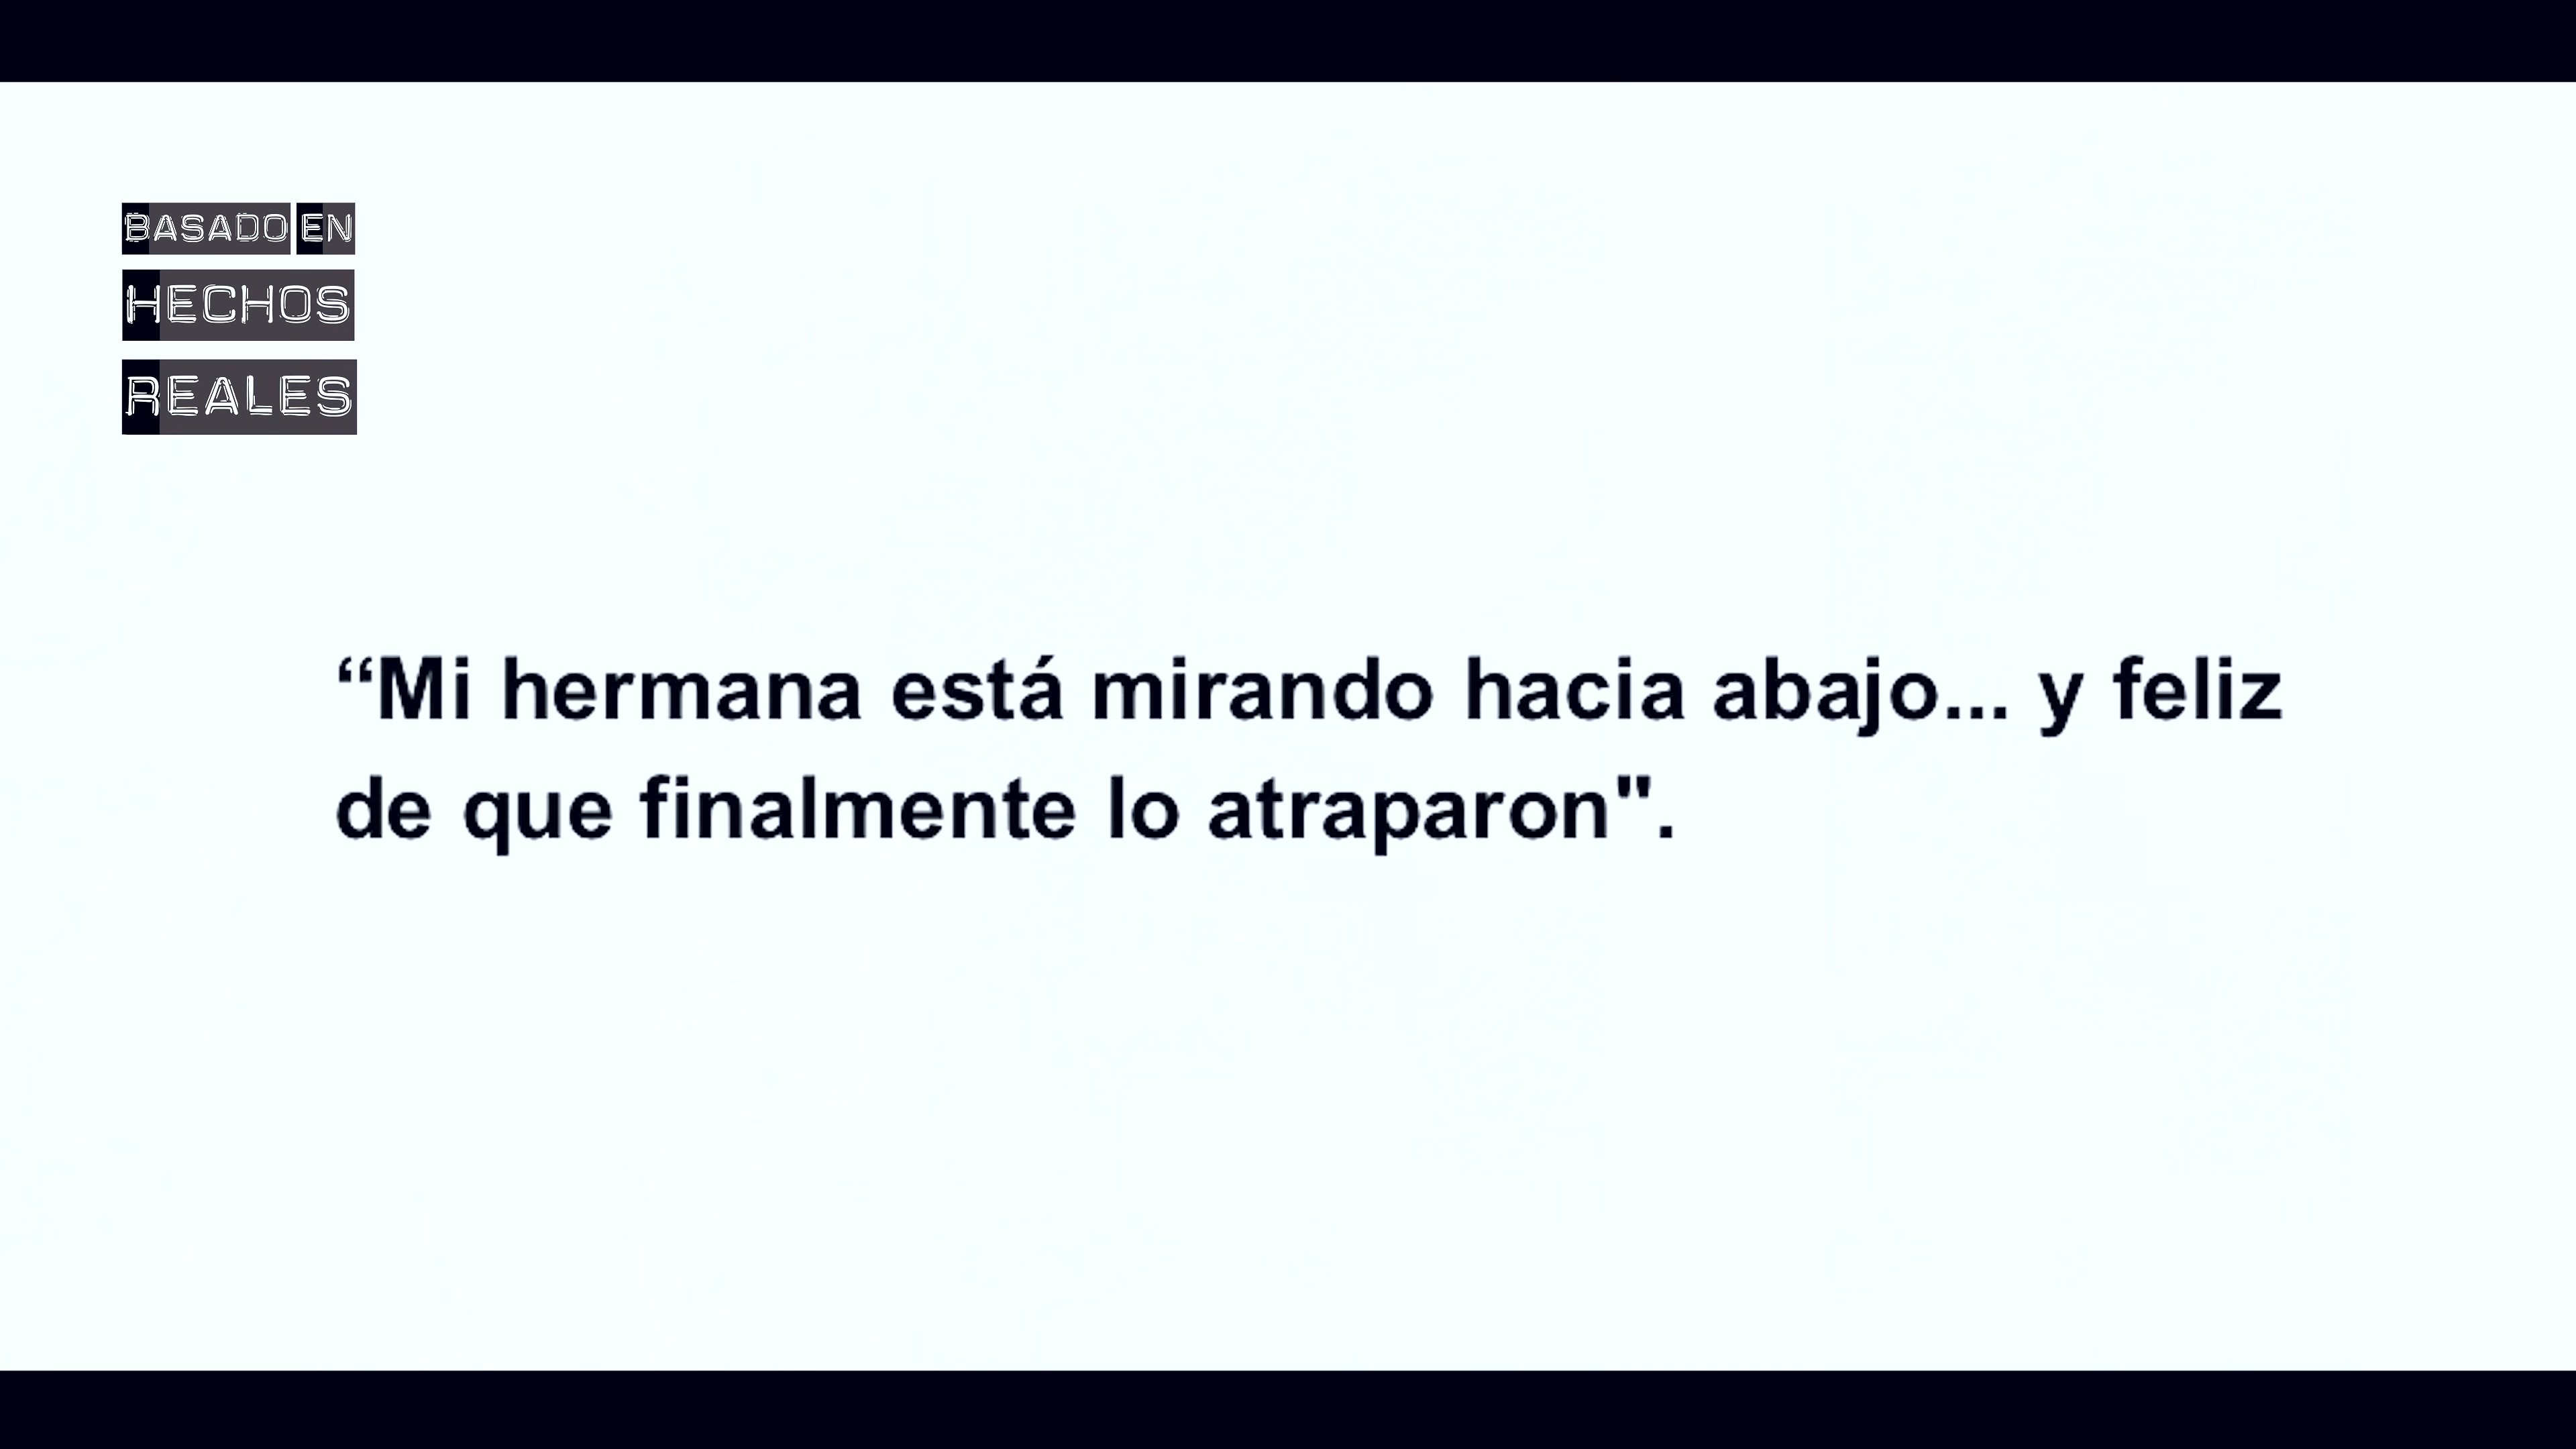 BASADO EN
HECHOS
REALES
“Mi hermana está mirando hacia abajo... y feliz
de que finalmente lo atraparon".